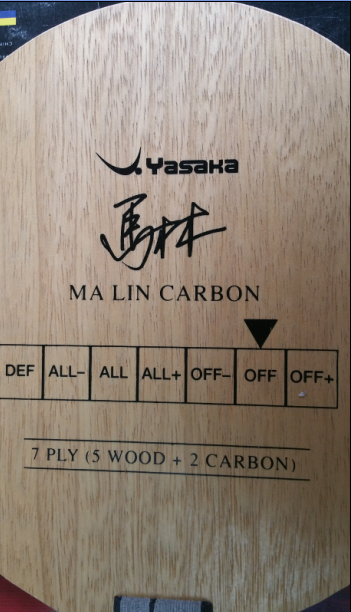 Yasaka
馬林
MA LIN CARBON
DEF ALL- ALL ALL+ OFF- OFF OFF+
7 PLY (5 WOOD + 2 CARBON)